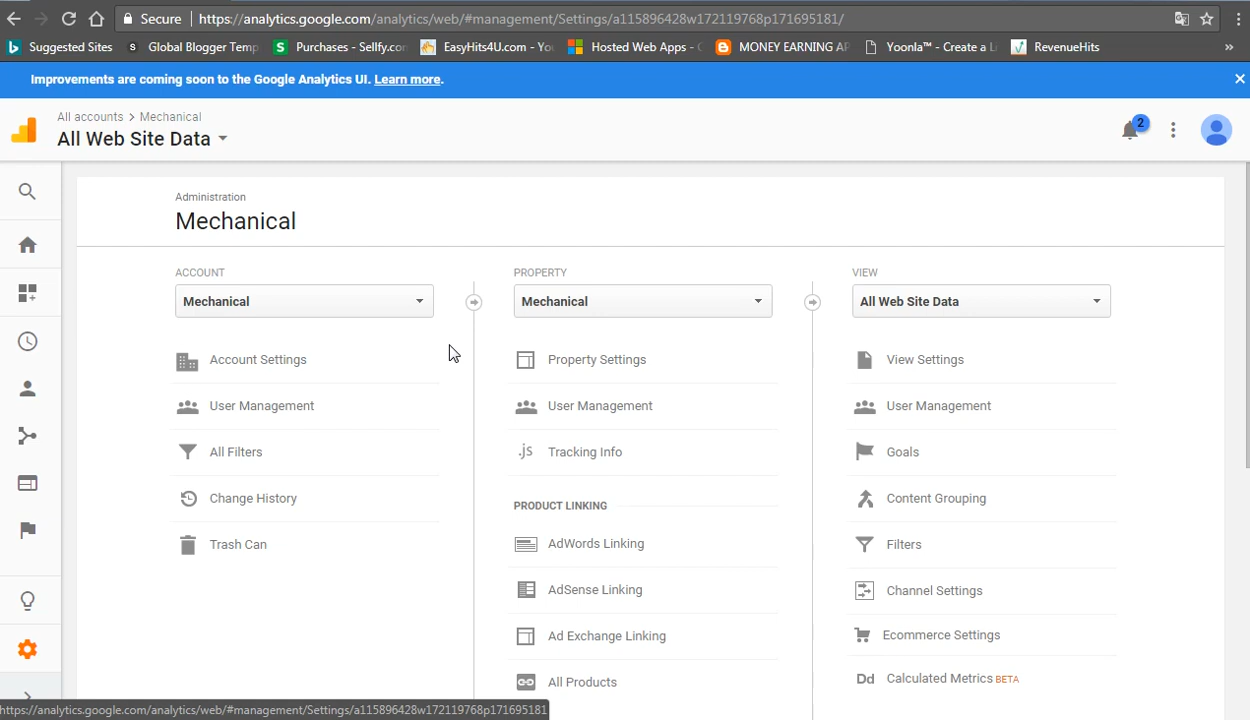 Secure https://analytics.google.com/analytics/web/#management/Settings/a115896428w172119768p171695181/
Suggested Sites Global Blogger Temp Purchases - Sellfy.co EasyHits4U.com - Yo Hosted Web Apps - MONEY EARNING AP Yoonla™ - Create a L RevenueHits »
Improvements are coming soon to the Google Analytics UI. Learn more.
All accounts > Mechanical
All Web Site Data
2
Administration
Mechanical
ACCOUNT PROPERTY VIEW
Mechanical Mechanical All Web Site Data
Account Settings Property Settings View Settings
User Management User Management User Management
All Filters .js Tracking Info Goals
Change History PRODUCT LINKING Content Grouping
Trash Can AdWords Linking Filters
AdSense Linking Channel Settings
Ad Exchange Linking Ecommerce Settings
All Products Dd Calculated Metrics BETA
https://analytics.google.com/analytics/web/#management/Settings/a115896428w172119768p171695181